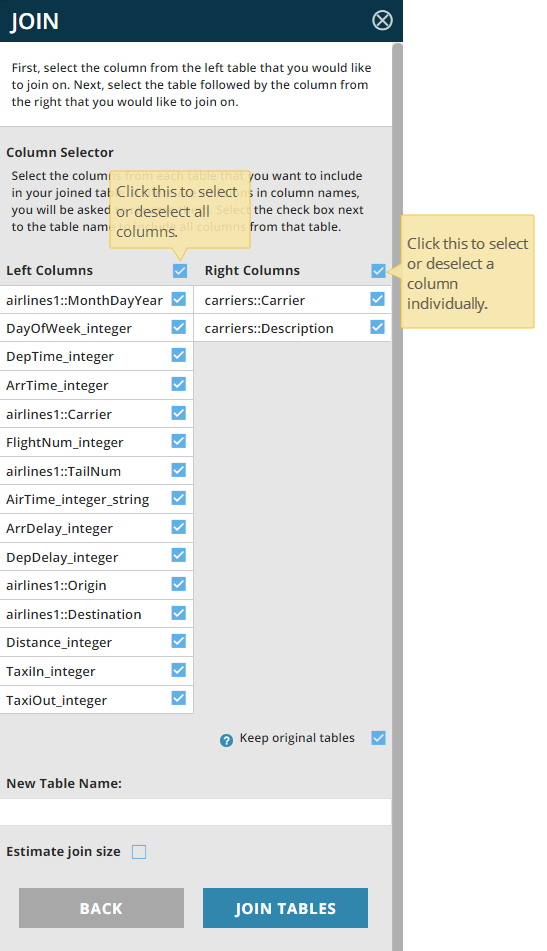 JOIN
First, select the column from the left table that you would like
to join on. Next, select the table followed by the column from
the right that you would like to join on.
Column Selector
Select the columns from each table that you want to include
in your joined in column names,
you will be asked Select the check box next
to the table name to include all columns from that table.
Click this to select
or deselect all
columns.
Click this to select
or deselect a
column
individually.
Left Columns
Right Columns
airlines1::MonthDayYear
carriers::Carrier
DayOfWeek_integer
carriers::Description
DepTime_integer
ArrTime_integer
airlines1::Carrier
FlightNum_integer
airlines1::TailNum
AirTime_integer_string
ArrDelay_integer
DepDelay_integer
airlines1::Origin
airlines1::Destination
Distance_integer
TaxiIn_integer
TaxiOut_integer
? Keep original tables
New Table Name:
Estimate join size
BACK
JOIN TABLES